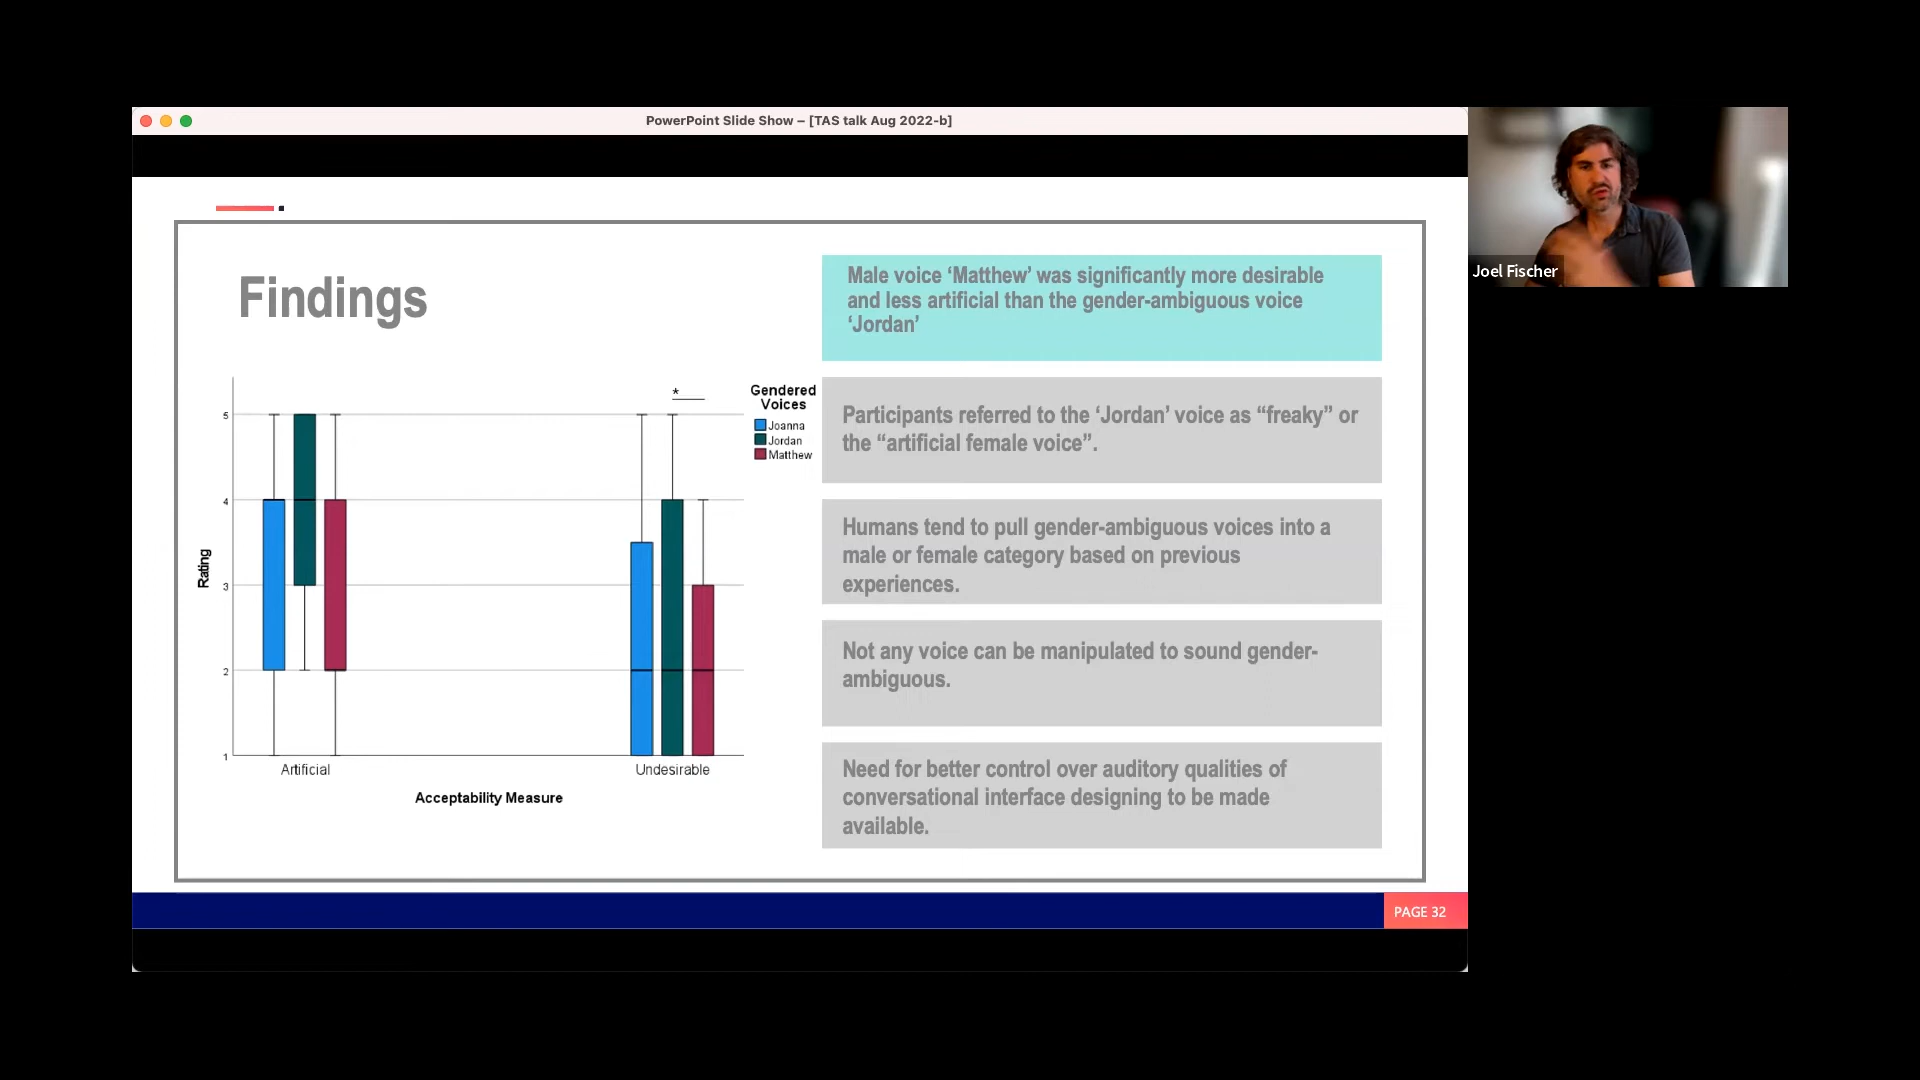 PowerPoint Slide Show – [TAS talk Aug 2022-b]
Joel Fischer
Findings
Gendered
Voices
Joanna
Jordan
Matthew
*
5
4
3
2
1
Rating
Artificial
Undesirable
Acceptability Measure
Male voice ‘Matthew’ was significantly more desirable
and less artificial than the gender-ambiguous voice
‘Jordan’
Participants referred to the ‘Jordan’ voice as “freaky” or
the “artificial female voice”.
Humans tend to pull gender-ambiguous voices into a
male or female category based on previous
experiences.
Not any voice can be manipulated to sound gender-
ambiguous.
Need for better control over auditory qualities of
conversational interface designing to be made
available.
PAGE 32